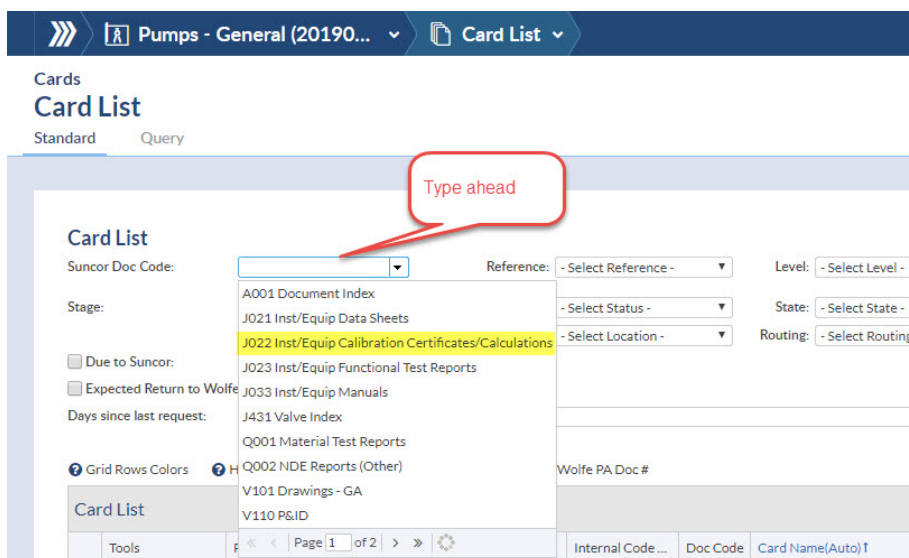 Pumps - General (20190... Card List
Cards
Card List
Standard Query
Type ahead
Card List
Suncor Doc Code: Reference: - Select Reference - Level: - Select Level -
A001 Document Index
Stage: - Select Status - State: - Select State -
J021 Inst/Equip Data Sheets
J022 Inst/Equip Calibration Certificates/Calculations - Select Location - Routing: - Select Routing
Due to Suncor: J023 Inst/Equip Functional Test Reports
Expected Return to Wolfe J033 Inst/Equip Manuals
Days since last request: J431 Valve Index
Q001 Material Test Reports
Grid Rows Colors H Q002 NDE Reports (Other) Wolfe PA Doc #
V101 Drawings - GA
Card List
V110 P&ID
Page 1 of 2
Tools Internal Code ... Doc Code Card Name(Auto)